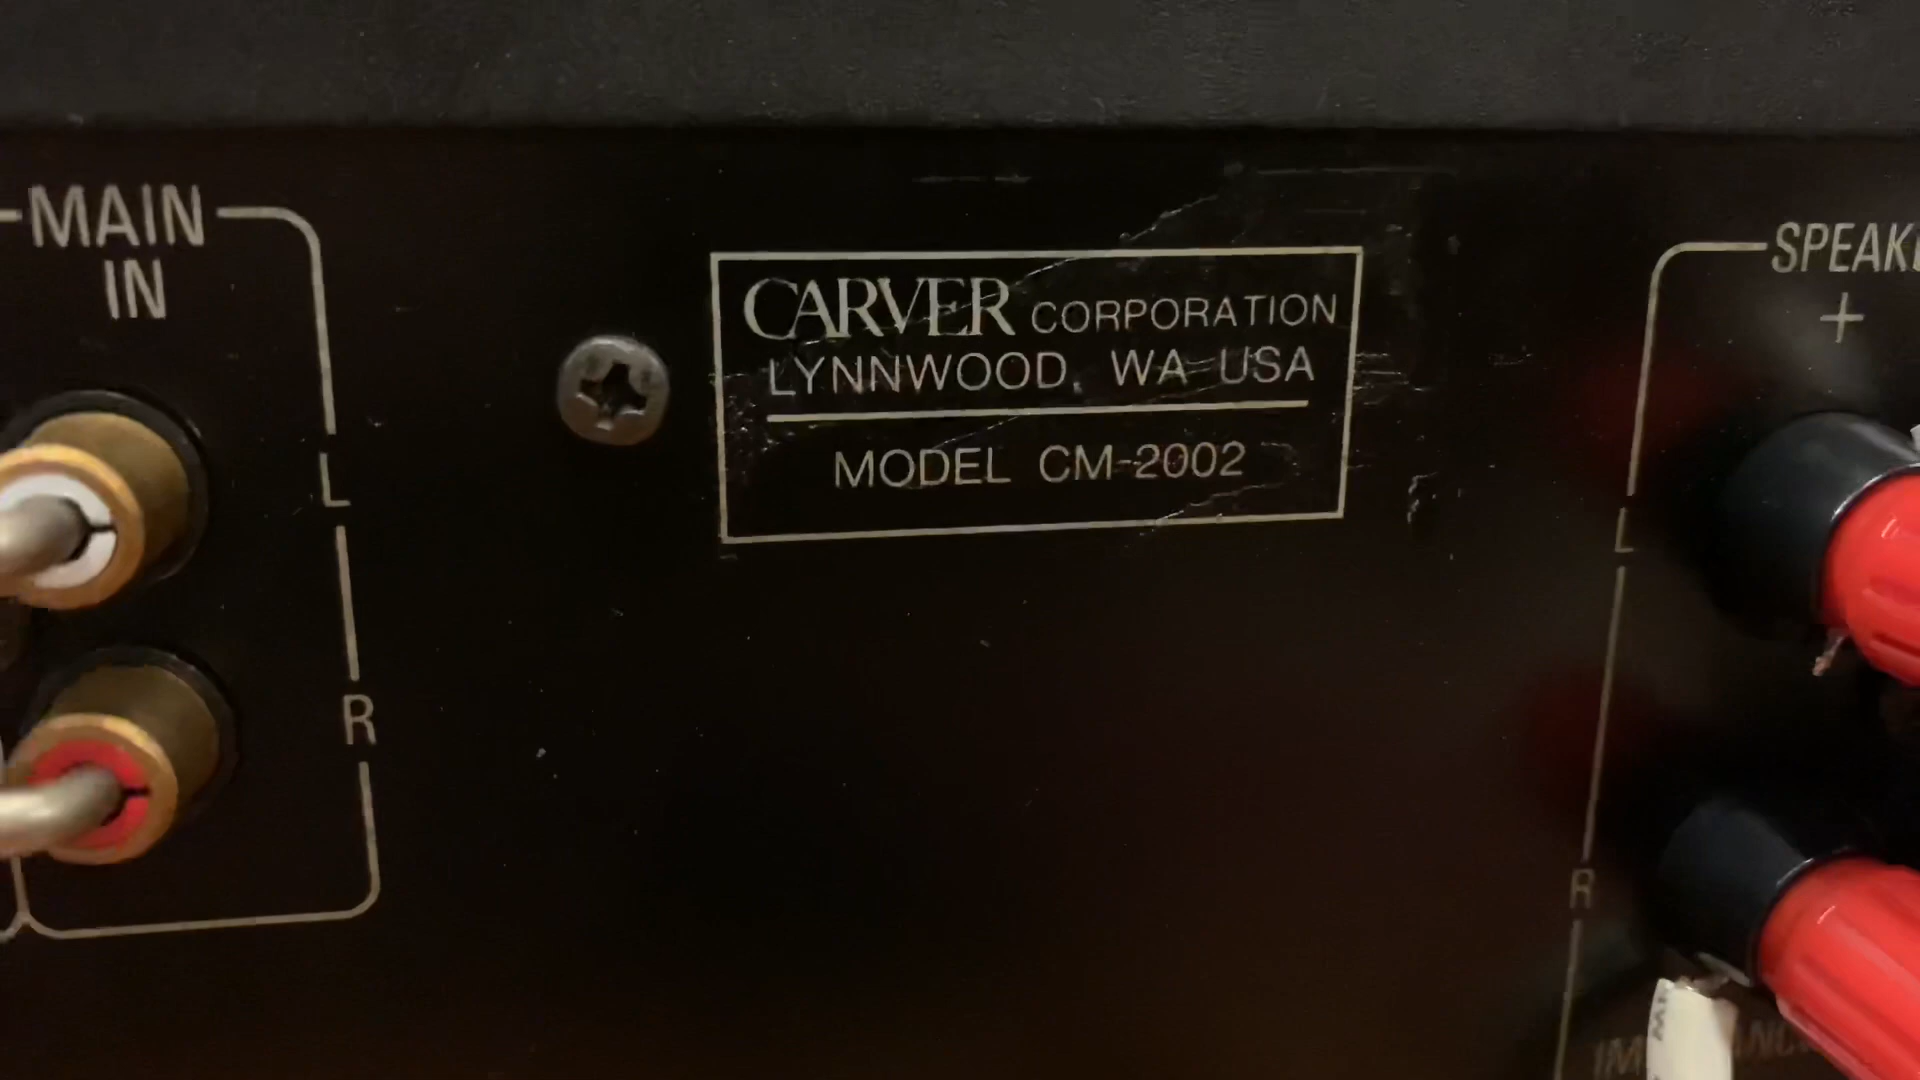 MAIN
IN
L
R
CARVER CORPORATION
LYNNWOOD, WA USA
MODEL CM-2002
+
L
R